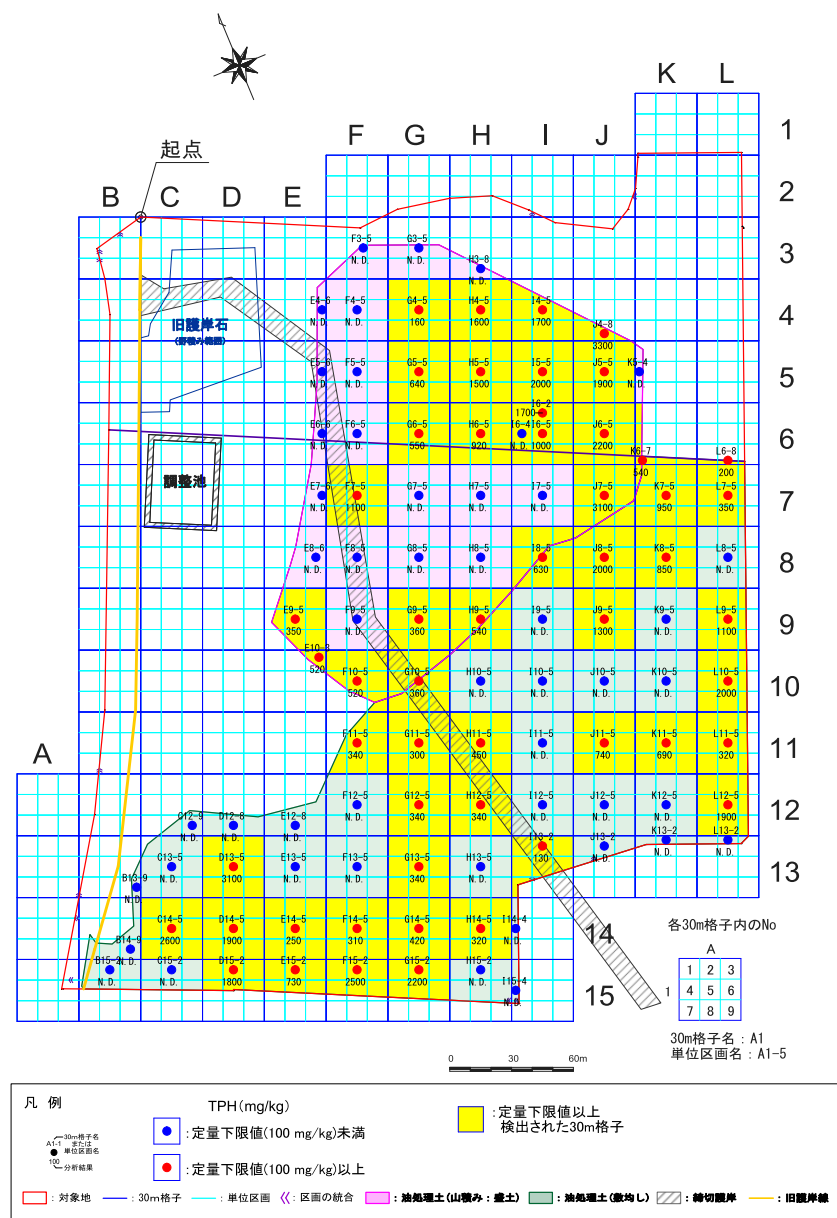 K L
1
起点
F G H I J
2
B C D E
F3-5
N.D.
G3-5
N.D.
3
H3-8
N.D.
E4-6
N.D.
F4-5
N.D.
G4-5
160
H4-5
1600
I4-5
1700
4
旧護岸石
(野積み範囲)
J4-8
3300
E5-6
N.D.
F5-5
N.D.
G5-5
640
H5-5
1500
I5-5
2000
J5-5
1900
K5-4
N.D.
5
I6-2
1700
E6-6
N.D.
F6-5
N.D.
G6-5
550
H6-5
920
I6-4
N.D.
I6-5
1000
J6-5
2200
6
K6-7
540
L6-8
200
調整池
E7-6
N.D.
F7-5
1100
G7-5
N.D.
H7-5
N.D.
I7-5
N.D.
J7-5
3100
K7-5
950
L7-5
350
7
E8-6
N.D.
F8-5
N.D.
G8-5
N.D.
H8-5
N.D.
I8-5
630
J8-5
2000
K8-5
850
L8-5
N.D.
8
E9-5
350
F9-5
N.D.
G9-5
360
H9-5
540
I9-5
N.D.
J9-5
1300
K9-5
N.D.
L9-5
1100
9
E10-3
520
F10-5
520
G10-5
360
H10-5
N.D.
I10-5
N.D.
J10-5
N.D.
K10-5
N.D.
L10-5
2000
10
F11-5
340
G11-5
300
H11-5
450
I11-5
N.D.
J11-5
740
K11-5
690
L11-5
320
11
A
F12-5
N.D.
G12-5
340
H12-5
340
I12-5
N.D.
J12-5
N.D.
K12-5
N.D.
L12-5
1900
12
C12-9
N.D.
D12-8
N.D.
E12-8
N.D.
I13-2
130
J13-2
N.D.
K13-2
N.D.
L13-2
N.D.
C13-5
N.D.
D13-5
3100
E13-5
N.D.
F13-5
N.D.
G13-5
340
H13-5
N.D.
13
B13-9
N.D.
C14-5
2600
D14-5
1900
E14-5
250
F14-5
310
G14-5
420
H14-5
320
I14-4
N.D.
14
B14-9
N.D.
B15-2
N.D.
C15-2
N.D.
D15-2
1800
E15-2
730
F15-2
2500
G15-2
2200
H15-2
N.D.
I15-4
N.D.
15
各30m格子内のNo
A
1 2 3
1 4 5 6
7 8 9
30m格子名：A1
単位区画名：A1-5
0 30 60m
凡 例
TPH(mg/kg)
30m格子名
または
A1-1 単位区画名
100 分析結果
：定量下限値(100 mg/kg)未満
：定量下限値(100 mg/kg)以上
：定量下限値以上
検出された30m格子
：対象地 ：30m格子 ：単位区画 ：区画の統合 ：油処理土(山積み：盛土) ：油処理土(敷均し) ：締切護岸 ：旧護岸線